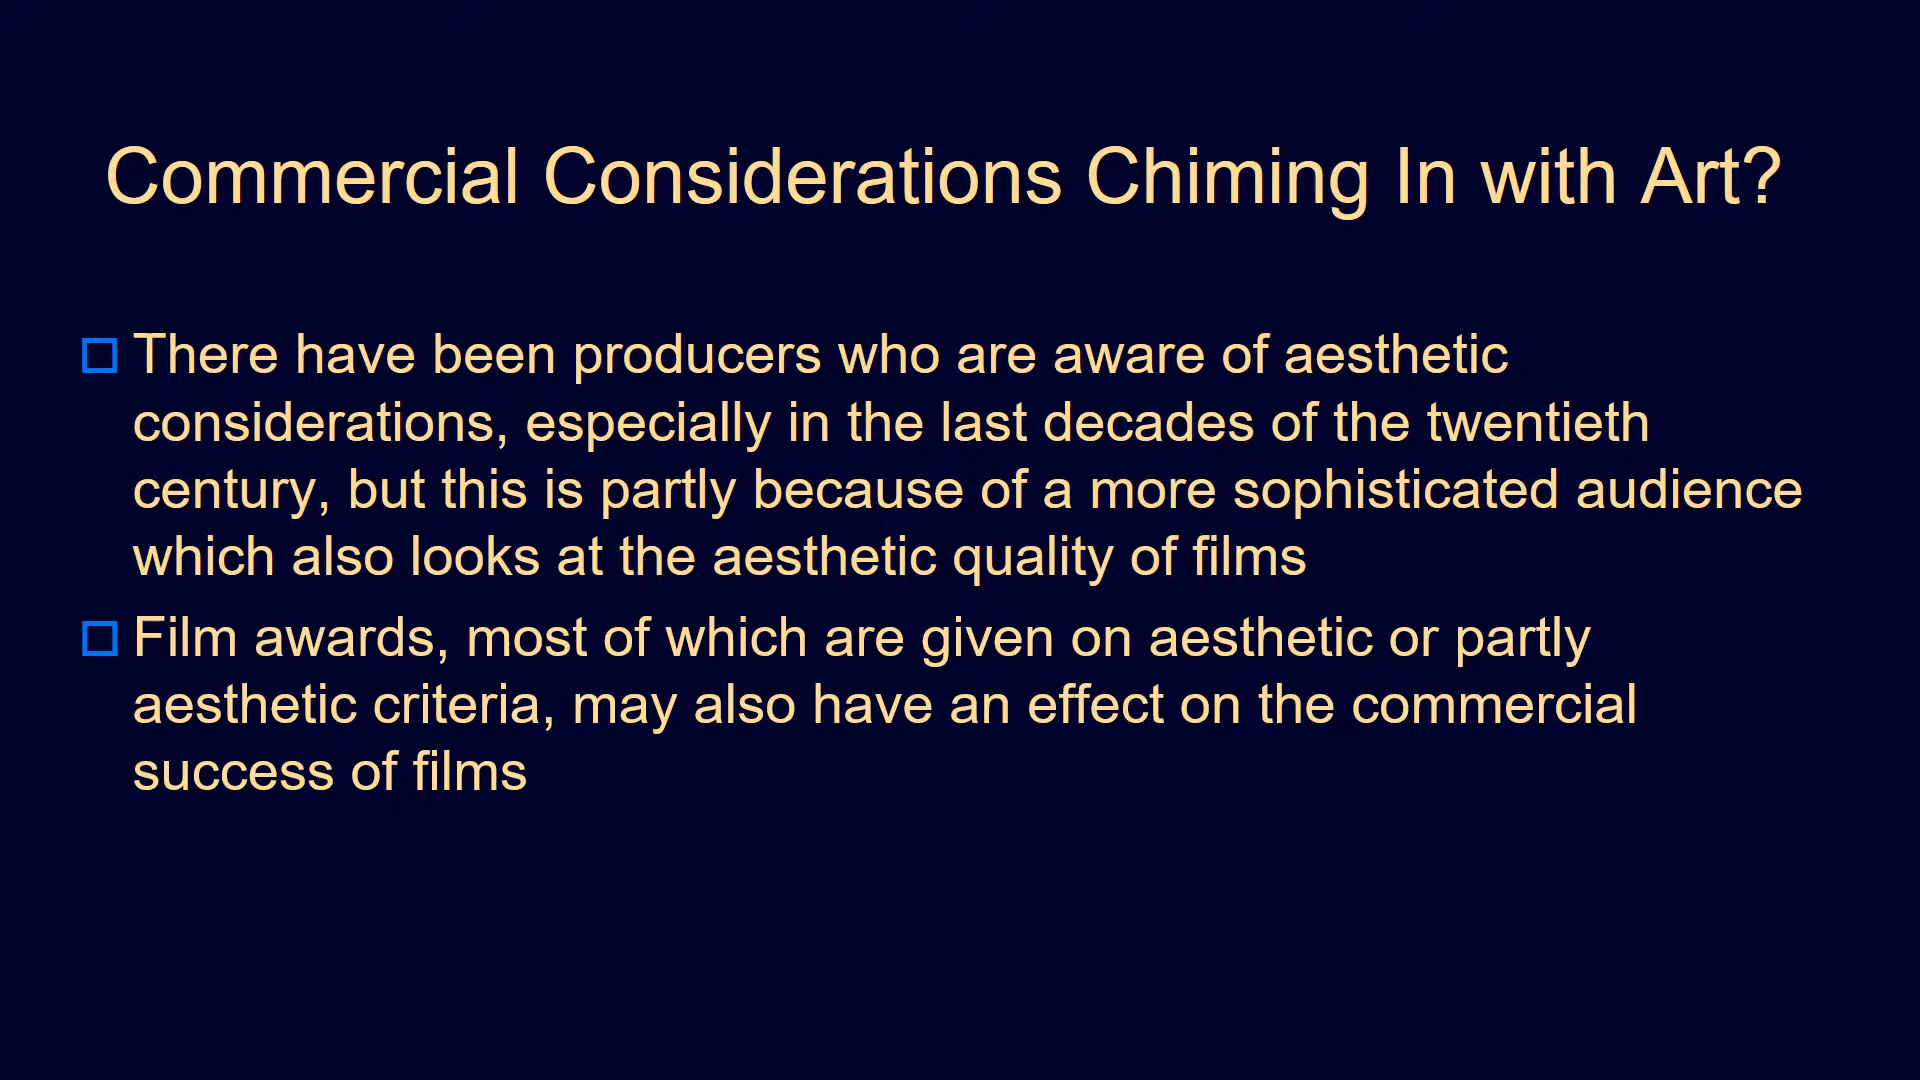 Commercial Considerations Chiming In with Art?
There have been producers who are aware of aesthetic
considerations, especially in the last decades of the twentieth
century, but this is partly because of a more sophisticated audience
which also looks at the aesthetic quality of films
Film awards, most of which are given on aesthetic or partly
aesthetic criteria, may also have an effect on the commercial
success of films